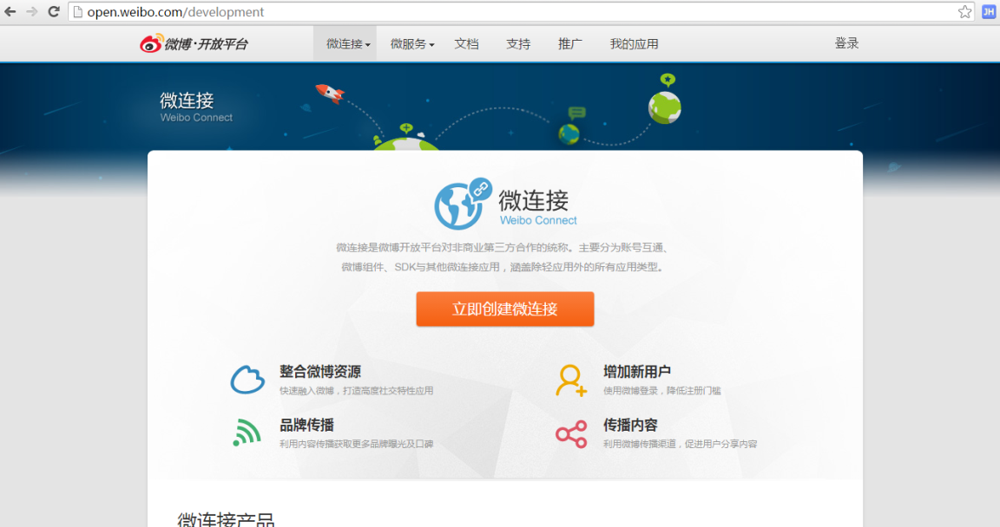 open.weibo.com/development
JH
微博·开放平台
微连接
微服务
文档
支持
推广
我的应用
登录
微连接
Weibo Connect
微连接
Weibo Connect
微连接是微博开放平台对非商业第三方合作的统称。主要分为账号互通、
微博组件、SDK与其他微连接应用，涵盖除轻应用外的所有应用类型。
立即创建微连接
整合微博资源
快速融入微博，打造高度社交特性应用
增加新用户
使用微博登录，降低注册门槛
品牌传播
利用内容传播获取更多品牌曝光及口碑
传播内容
利用微博传播渠道，促进用户分享内容
微连接产品